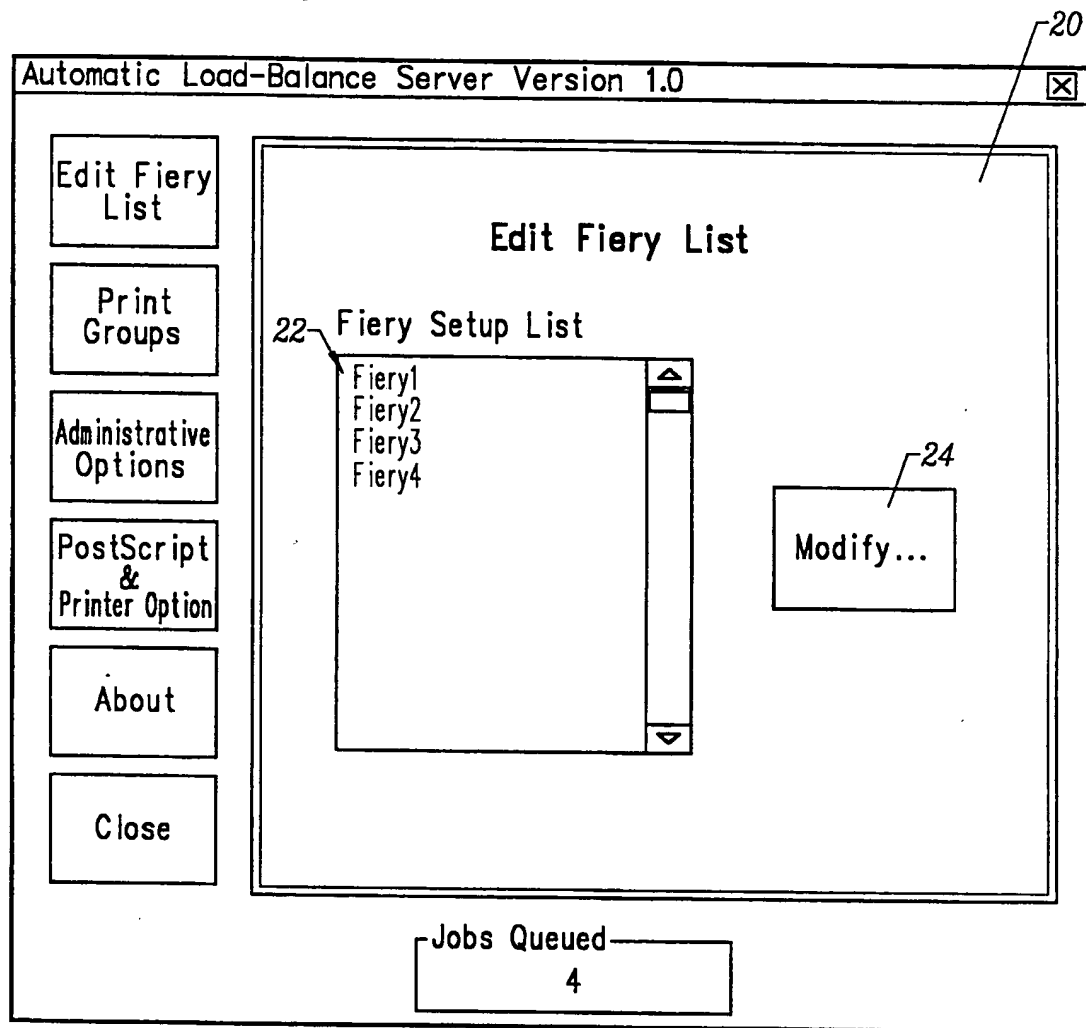 20
Automatic Load-Balance Server Version 1.0
Edit Fiery
List
Print
Groups
Administrative
Options
PostScript
&
Printer Option
About
Close
Edit Fiery List
22
Fiery Setup List
Fiery1
Fiery2
Fiery3
Fiery4
24
Modify...
Jobs Queued
4